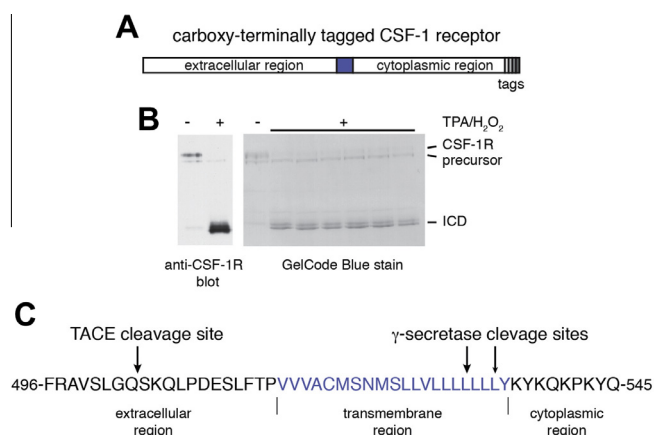 A
carboxy-terminally tagged CSF-1 receptor
extracellular region
cytoplasmic region
tags
B
- + - + TPA/H₂O₂
CSF-1R
precursor
ICD
anti-CSF-1R
blot
GelCode Blue stain
C
TACE cleavage site
γ-secretase clevage sites
496-FRAVSLGQSKQLPDESLFTPVVVACMSNMSLLVLLLLLLLYKYKQKPKYQ-545
extracellular
region
transmembrane
region
cytoplasmic
region